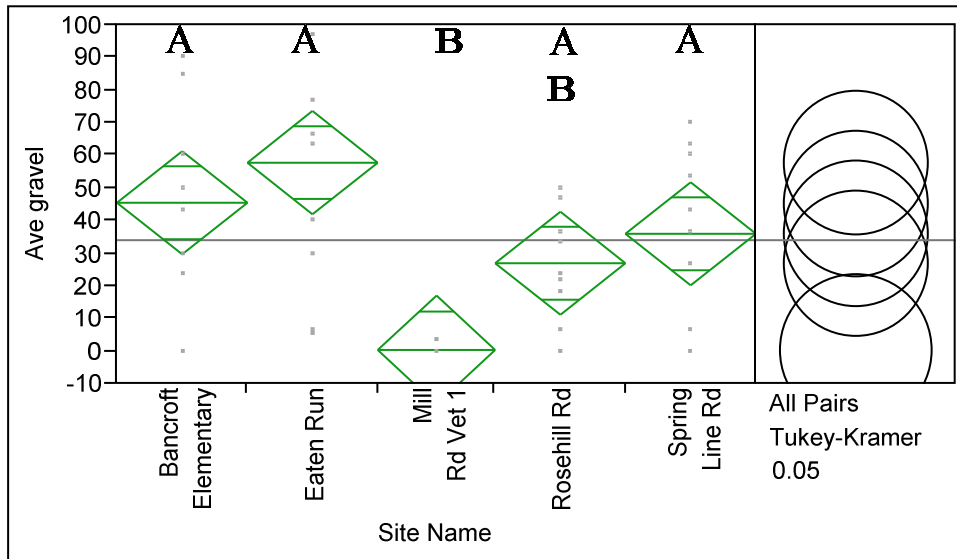 100
90
80
70
60
50
40
30
20
10
0
-10
Ave gravel
A
A
B
A
B
A
Bancroft
Elementary
Eaten Run
Mill
Rd Vet 1
Rosehill Rd
Spring
Line Rd
Site Name
All Pairs
Tukey-Kramer
0.05